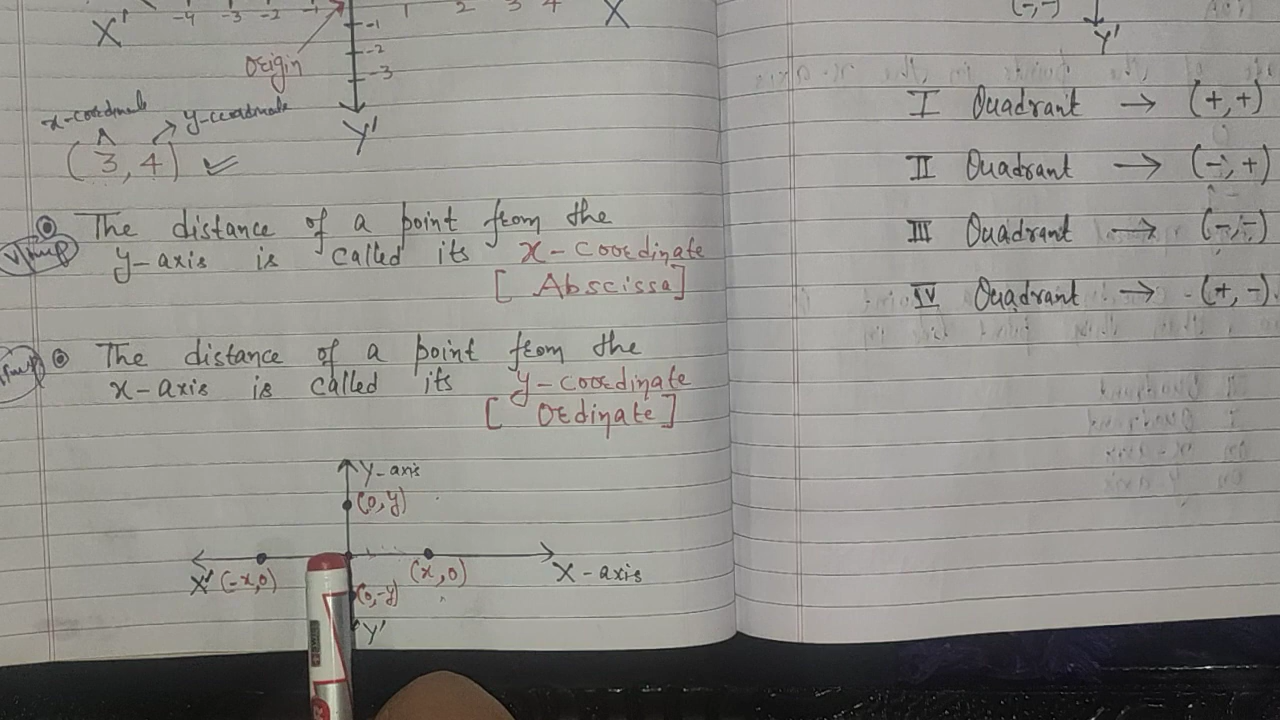 X' -4 -3 -2 -1 1 2 3 4 X
-1
-2
-3
Origin
Y'
x-coordinate y-coordinate
(3, 4)
The distance of a point from the
y-axis is called its x-coordinate
[Abscissa]
The distance of a point from the
x-axis is called its y-coordinate
[Ordinate]
Y-axis
(0, y)
X' (-x, 0) (x, 0) X-axis
(0, -y)
Y'
(-, -)
Y'
I Quadrant → (+, +)
II Quadrant → (-, +)
III Quadrant → (-, -)
IV Quadrant → (+, -)